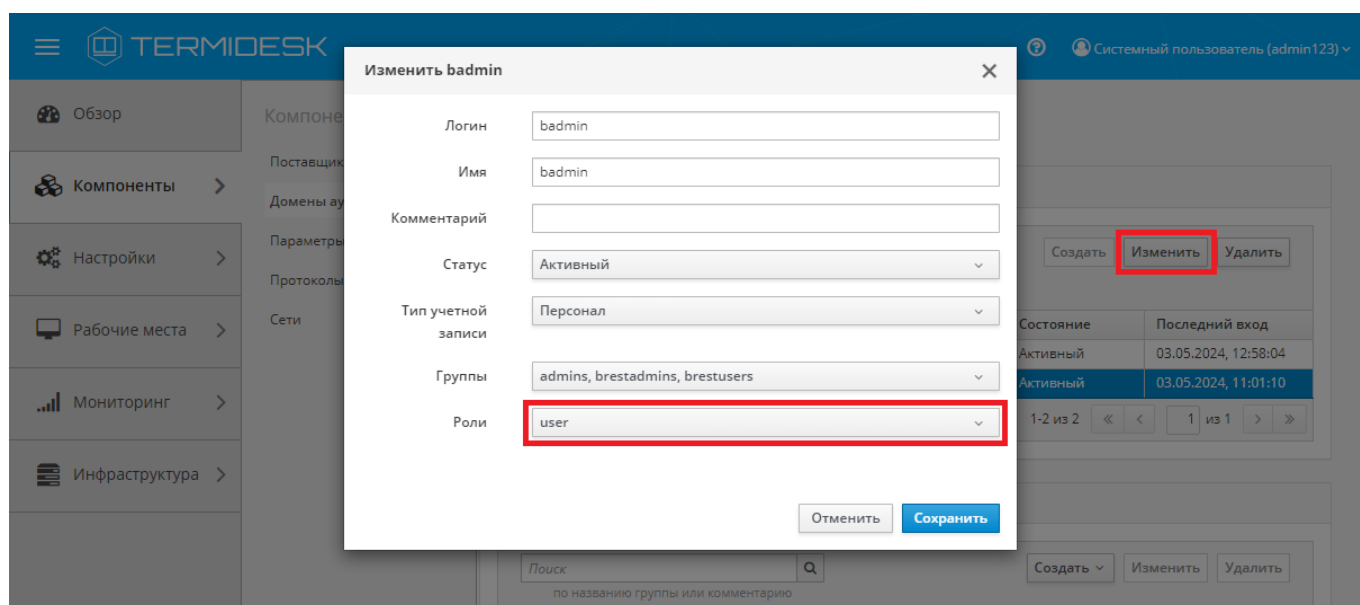 TERMIDESK
Системный пользователь (admin123)
Обзор
Компоненты
Настройки
Рабочие места
Мониторинг
Инфраструктура
Компоне
Поставщик
Домены ау
Параметры
Протоколы
Сети
Изменить badmin
Логин badmin
Имя badmin
Комментарий
Статус Активный
Тип учетной
записи Персонал
Группы admins, brestadmins, brestusers
Роли user
Отменить Сохранить
Создать Изменить Удалить
Состояние Последний вход
Активный 03.05.2024, 12:58:04
Активный 03.05.2024, 11:01:10
1-2 из 2 « < 1 из 1 > »
Поиск
по названию группы или комментарию
Создать Изменить Удалить